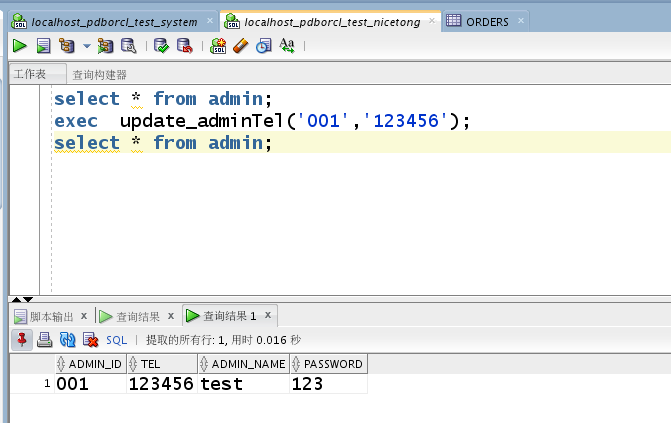 localhost_pdborcl_test_system
localhost_pdborcl_test_nicetong
ORDERS
工作表
查询构建器
select * from admin;
exec  update_adminTel('001','123456');
select * from admin;
脚本输出
查询结果
查询结果 1
SQL
提取的所有行: 1, 用时 0.016 秒
ADMIN_ID TEL ADMIN_NAME PASSWORD
1 001 123456 test 123